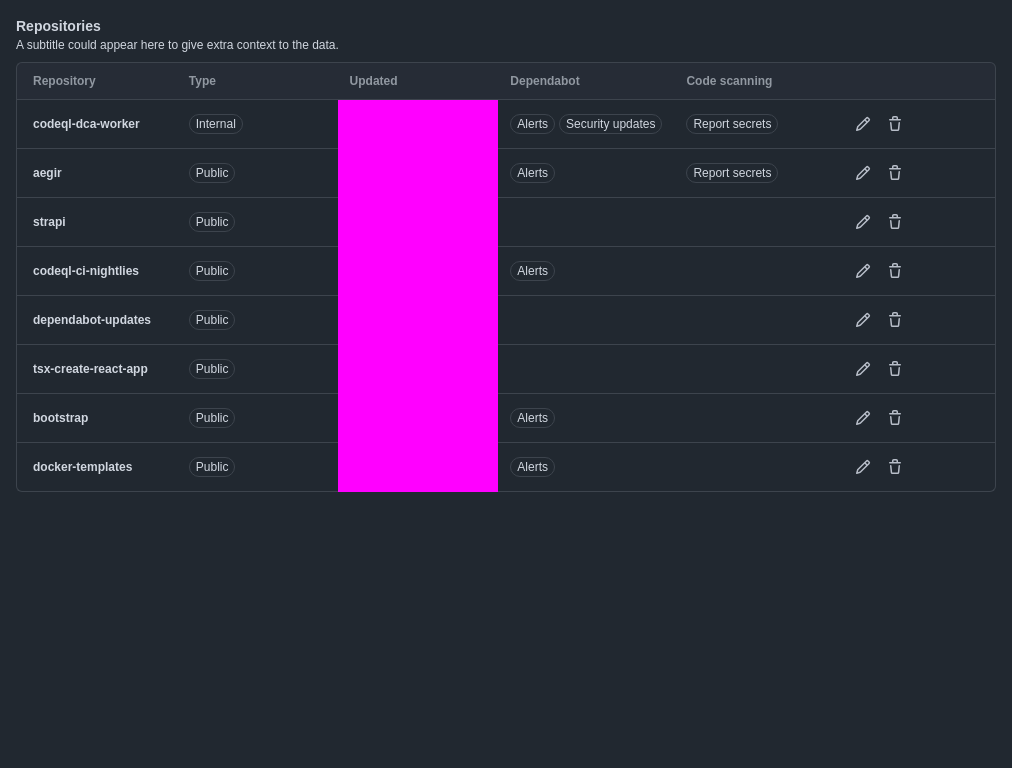 Repositories
A subtitle could appear here to give extra context to the data.
Repository Type Updated Dependabot Code scanning
codeql-dca-worker Internal Alerts Security updates Report secrets
aegir Public Alerts Report secrets
strapi Public
codeql-ci-nightlies Public Alerts
dependabot-updates Public
tsx-create-react-app Public
bootstrap Public Alerts
docker-templates Public Alerts